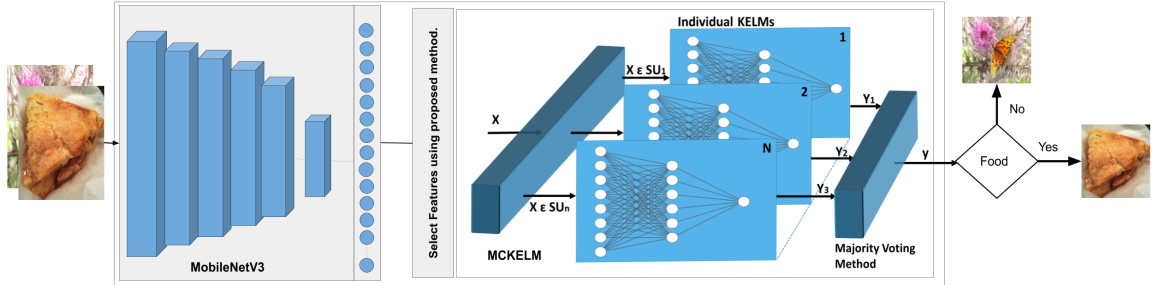 MobileNetV3
Select Features using proposed method.
Individual KELMs
1
2
N
X
X ε SU₁
X ε SUₙ
MCKELM
Y₁
Y₂
Y₃
Majority Voting
Method
y
Food
No
Yes